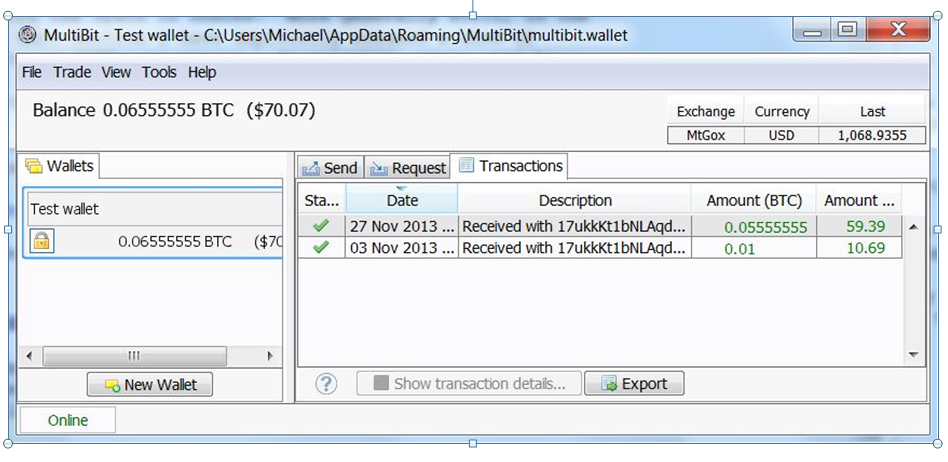 MultiBit - Test wallet - C:\Users\Michael\AppData\Roaming\MultiBit\multibit.wallet
File Trade View Tools Help
Balance 0.06555555 BTC ($70.07)
Exchange Currency Last
MtGox USD 1,068.9355
Wallets
Send Request Transactions
Test wallet
0.06555555 BTC ($70
Sta... Date Description Amount (BTC) Amount ...
27 Nov 2013 ... Received with 17ukkKt1bNLAqd... 0.05555555 59.39
03 Nov 2013 ... Received with 17ukkKt1bNLAqd... 0.01 10.69
New Wallet
? Show transaction details... Export
Online